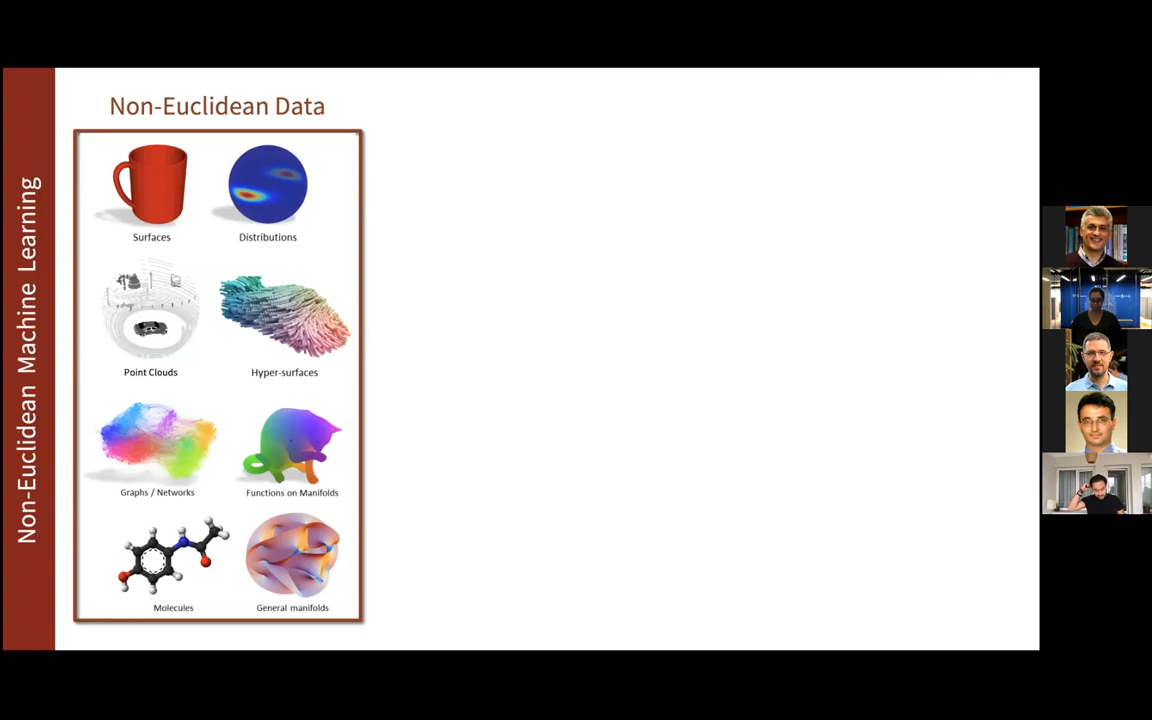 Non-Euclidean Machine Learning
Non-Euclidean Data
Surfaces
Distributions
Point Clouds
Hyper-surfaces
Graphs / Networks
Functions on Manifolds
Molecules
General manifolds